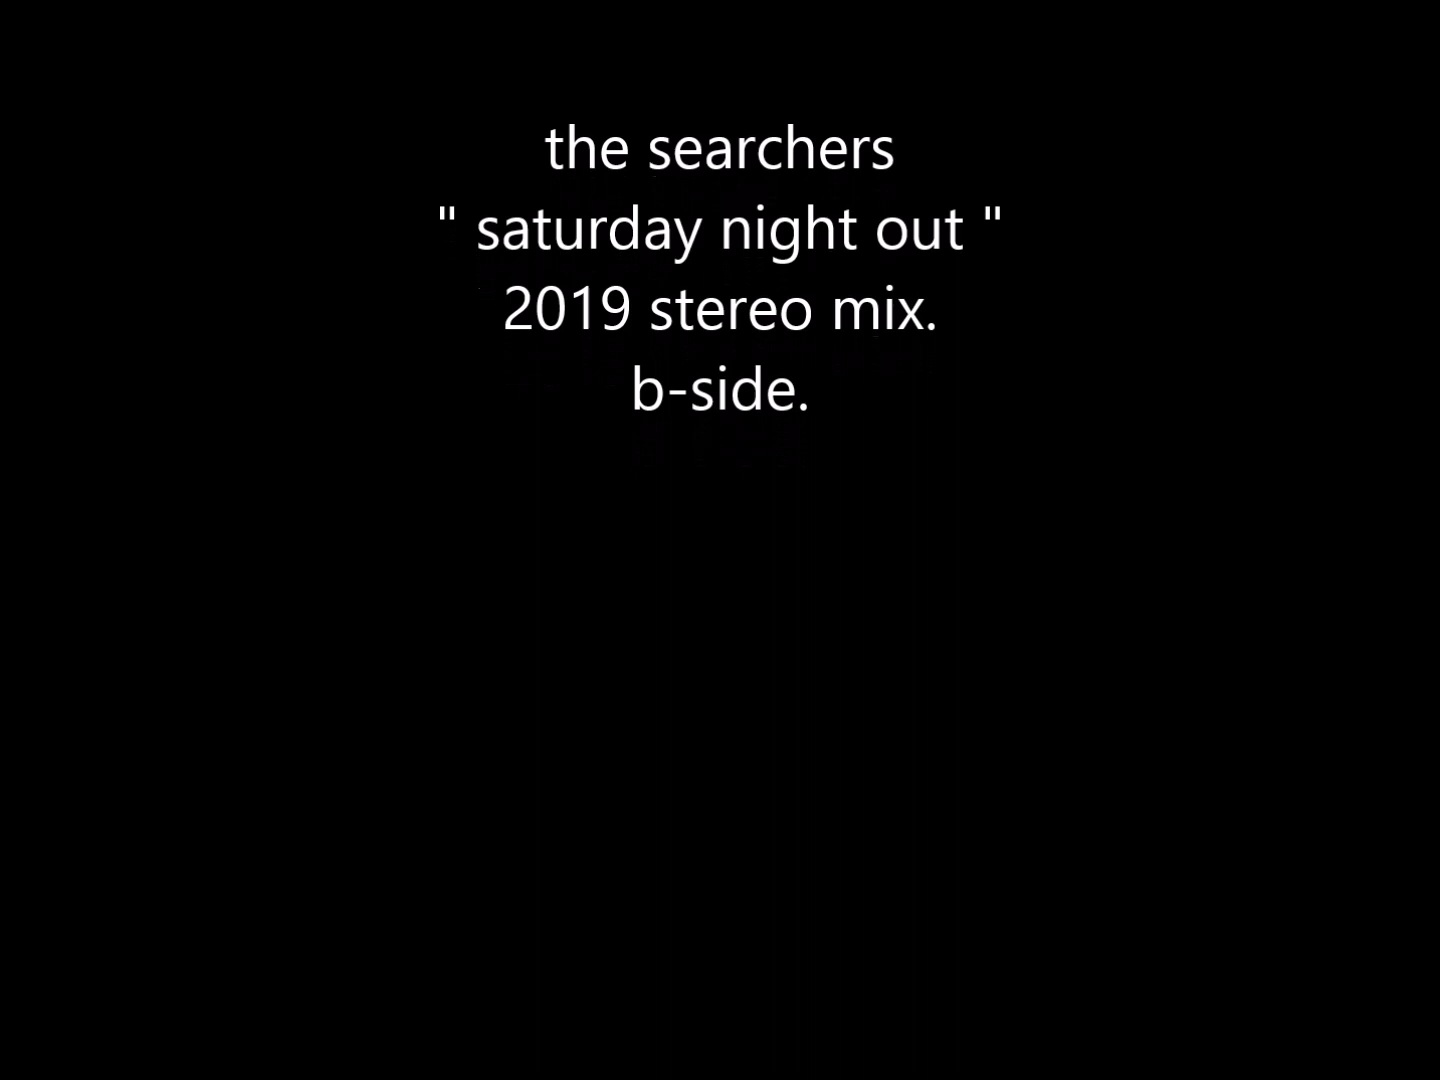 the searchers
" saturday night out "
2019 stereo mix.
b-side.